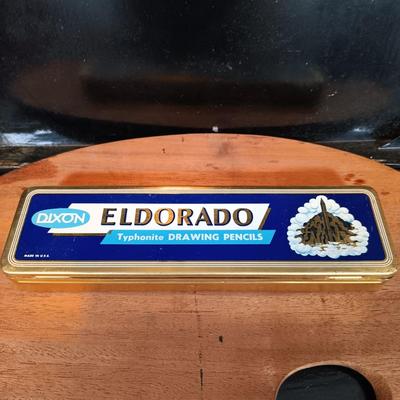 DIXON
ELDORADO
Typhonite DRAWING PENCILS
MADE IN U.S.A.